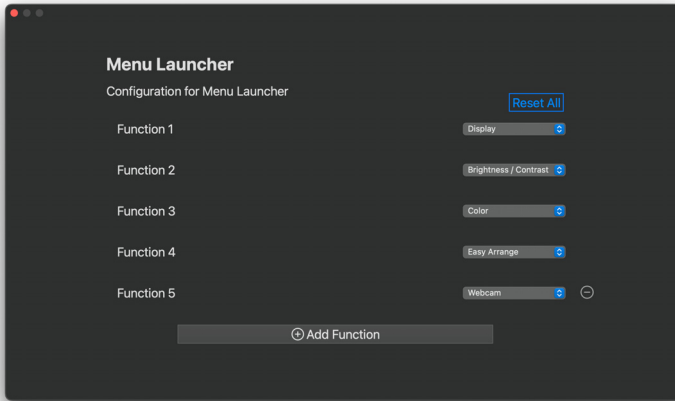 Menu Launcher
Configuration for Menu Launcher
Reset All
Function 1 Display
Function 2 Brightness / Contrast
Function 3 Color
Function 4 Easy Arrange
Function 5 Webcam
Add Function